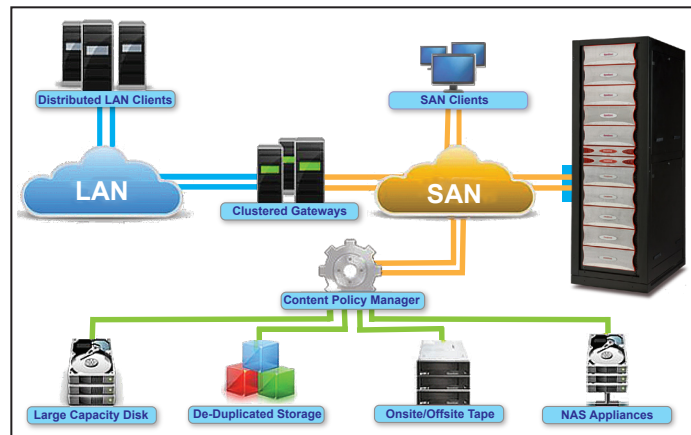 Distributed LAN Clients
SAN Clients
LAN
SAN
Clustered Gateways
Content Policy Manager
Large Capacity Disk
De-Duplicated Storage
Onsite/Offsite Tape
NAS Appliances